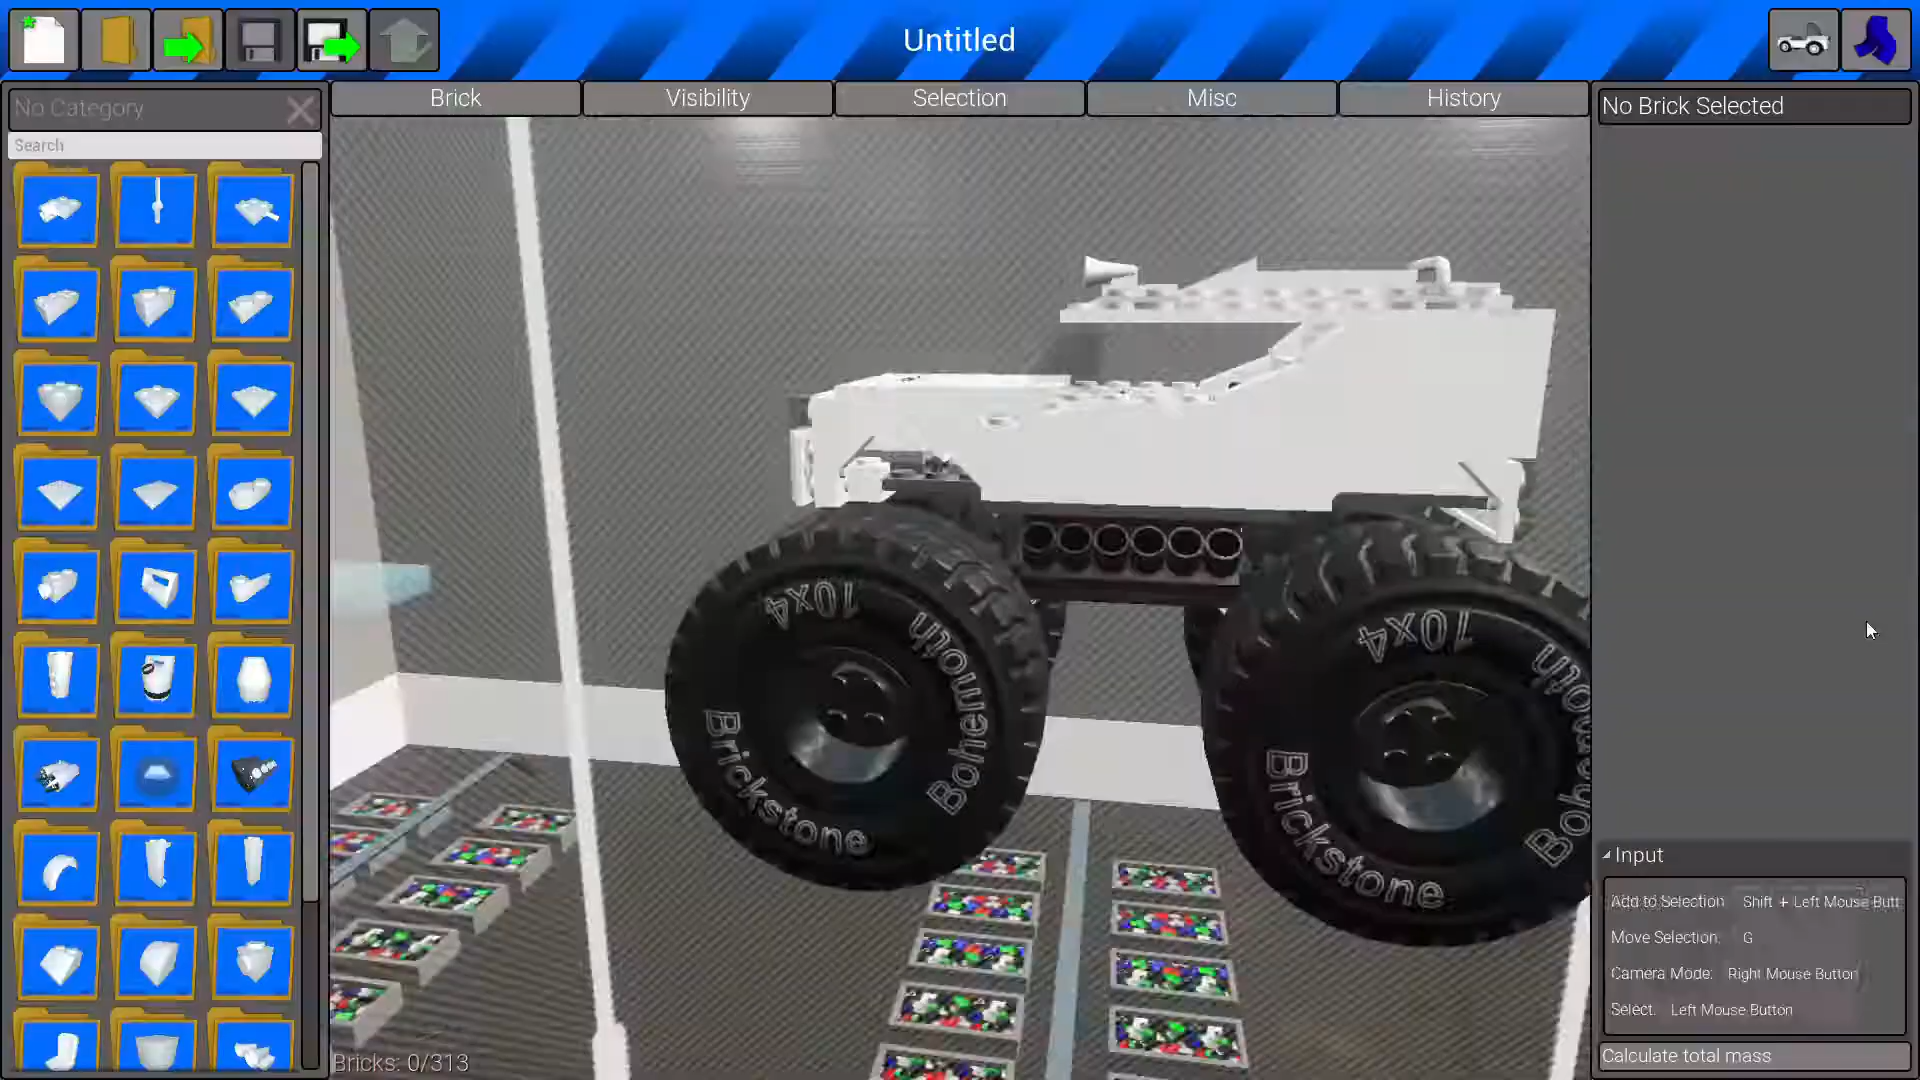 Untitled
No Category
Search
Brick
Visibility
Selection
Misc
History
No Brick Selected
10x4
Bohemoth
Brickstone
10x4
Bohemoth
Brickstone
Input
Add to Selection Shift + Left Mouse Butt
Move Selection: G
Camera Mode: Right Mouse Button
Select: Left Mouse Button
Calculate total mass
Bricks: 0/313